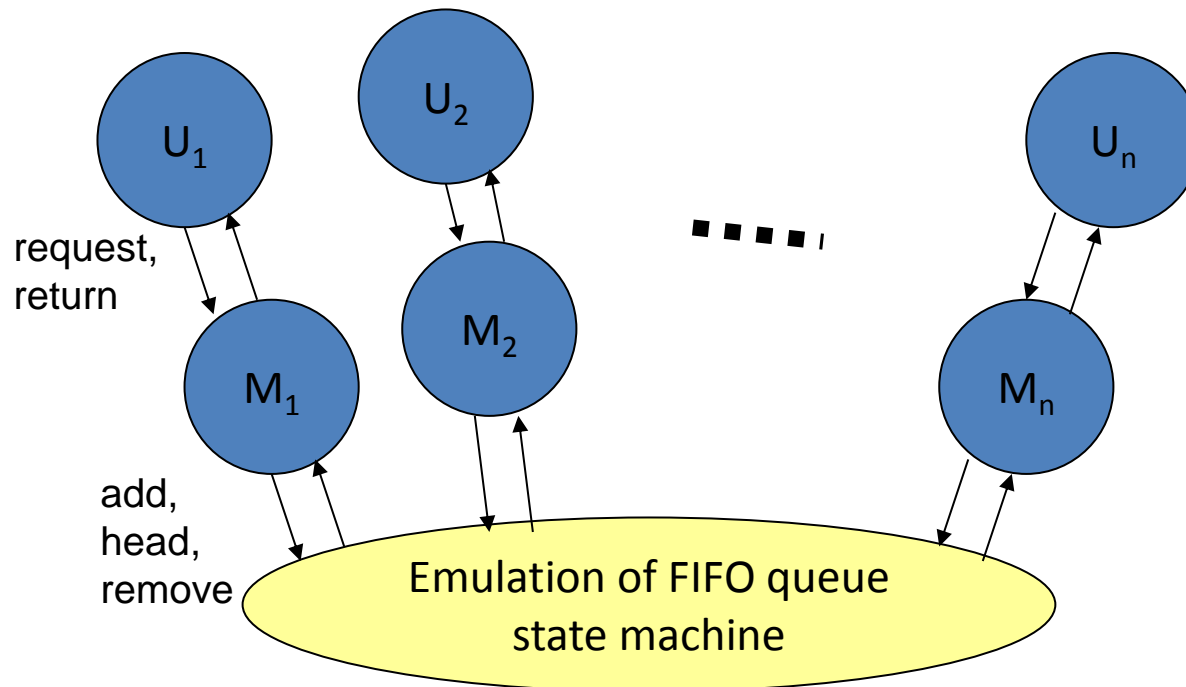 U₁
U₂
Uₙ
request,
return
M₁
M₂
Mₙ
add,
head,
remove
Emulation of FIFO queue
state machine